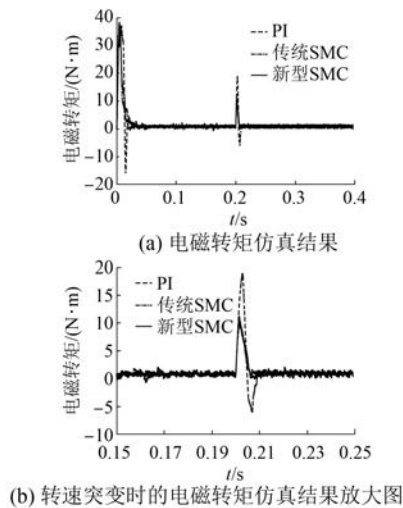 40
30
20
10
0
−10
−20
电磁转矩/(N·m)
PI
传统SMC
新型SMC
0 0.1 0.2 0.3 0.4
t/s
(a) 电磁转矩仿真结果
20
15
10
5
0
−5
−10
电磁转矩/(N·m)
PI
传统SMC
新型SMC
0.15 0.17 0.19 0.21 0.23 0.25
t/s
(b) 转速突变时的电磁转矩仿真结果放大图